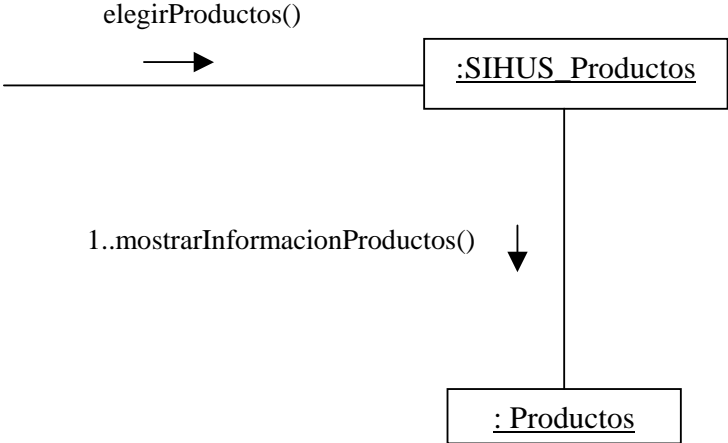 elegirProductos()
:SIHUS_Productos
1..mostrarInformacionProductos()
: Productos